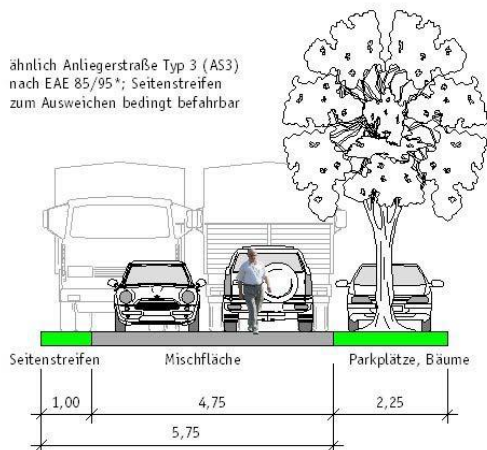 ähnlich Anliegerstraße Typ 3 (AS3)
nach EAE 85/95*; Seitenstreifen
zum Ausweichen bedingt befahrbar
Seitenstreifen Mischfläche Parkplätze, Bäume
1,00 4,75 2,25
5,75